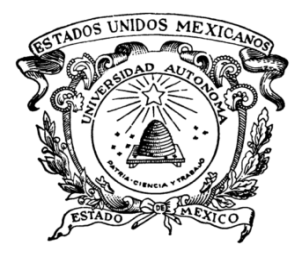 ESTADOS UNIDOS MEXICANOS
UNIVERSIDAD AUTONOMA
PATRIA·CIENCIA Y TRABAJO
ESTADO DE MEXICO